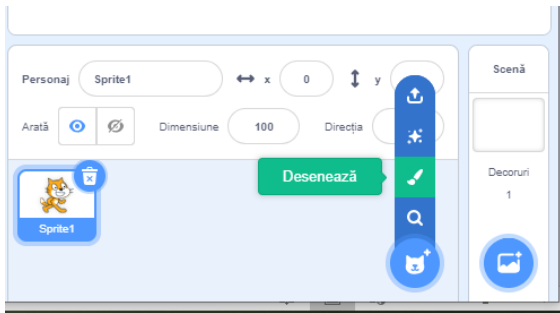 Personaj Sprite1 x 0 y
Arată Dimensiune 100 Direcția
Desenează
Sprite1
Scenă
Decoruri
1